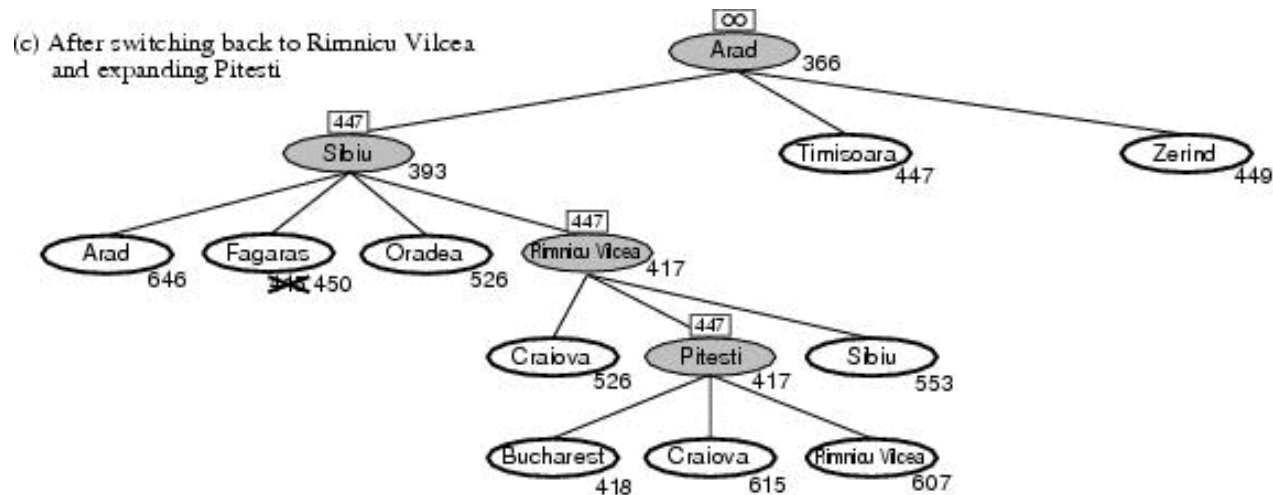 ∞
(c) After switching back to Rimnicu Vilcea
Arad
and expanding Pitesti
366
447
Sibiu
Timisoara
Zerind
393
447
449
447
Arad
Fagaras
Oradea
Rimnicu Vilcea
646
450
526
417
447
Craiova
Pitesti
Sibiu
526
417
553
Bucharest
Craiova
Rimnicu Vilcea
418
615
607